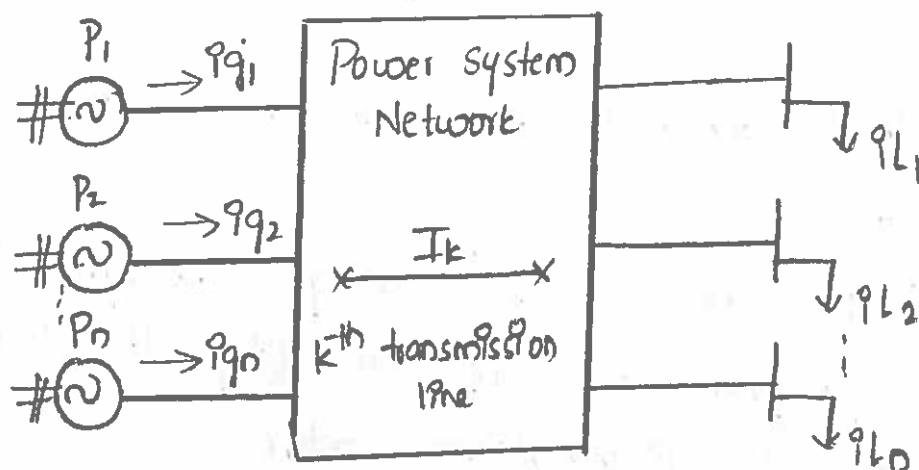 P1
ig1
P2
ig2
Pn
ign
Power system
Network
Ik
kth transmission
line
iL1
iL2
iLn